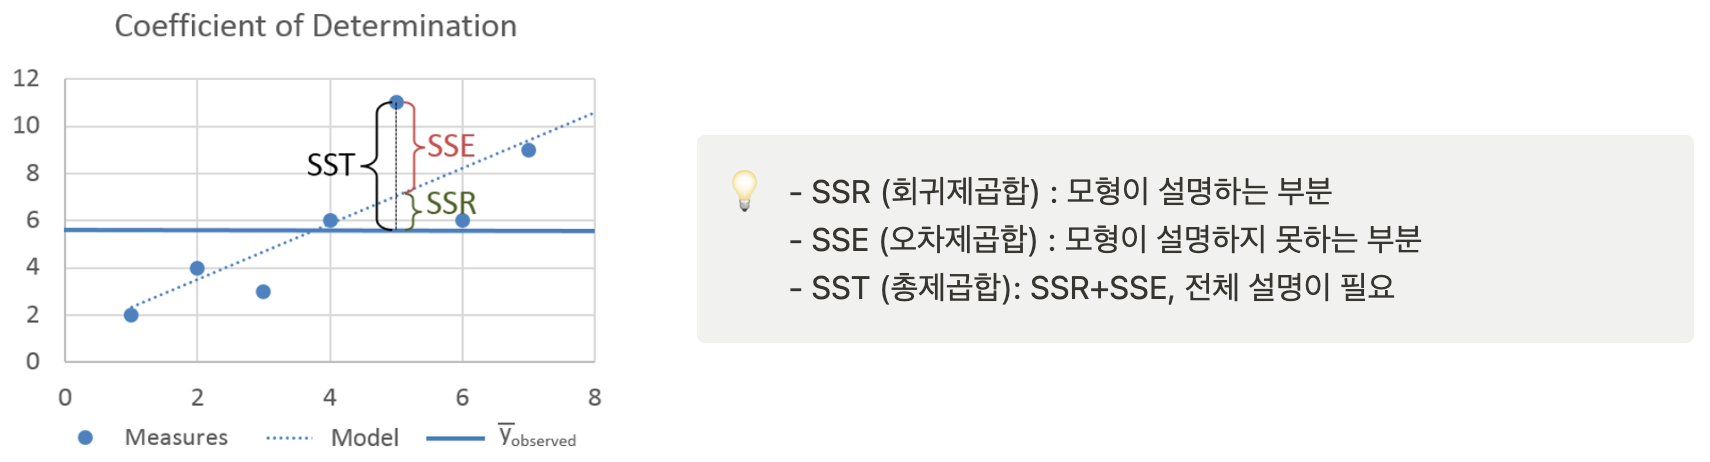 Coefficient of Determination
12
10
8
6
4
2
0
SST
SSE
SSR
0 2 4 6 8
Measures Model y̅observed
- SSR (회귀제곱합) : 모형이 설명하는 부분
- SSE (오차제곱합) : 모형이 설명하지 못하는 부분
- SST (총제곱합): SSR+SSE, 전체 설명이 필요